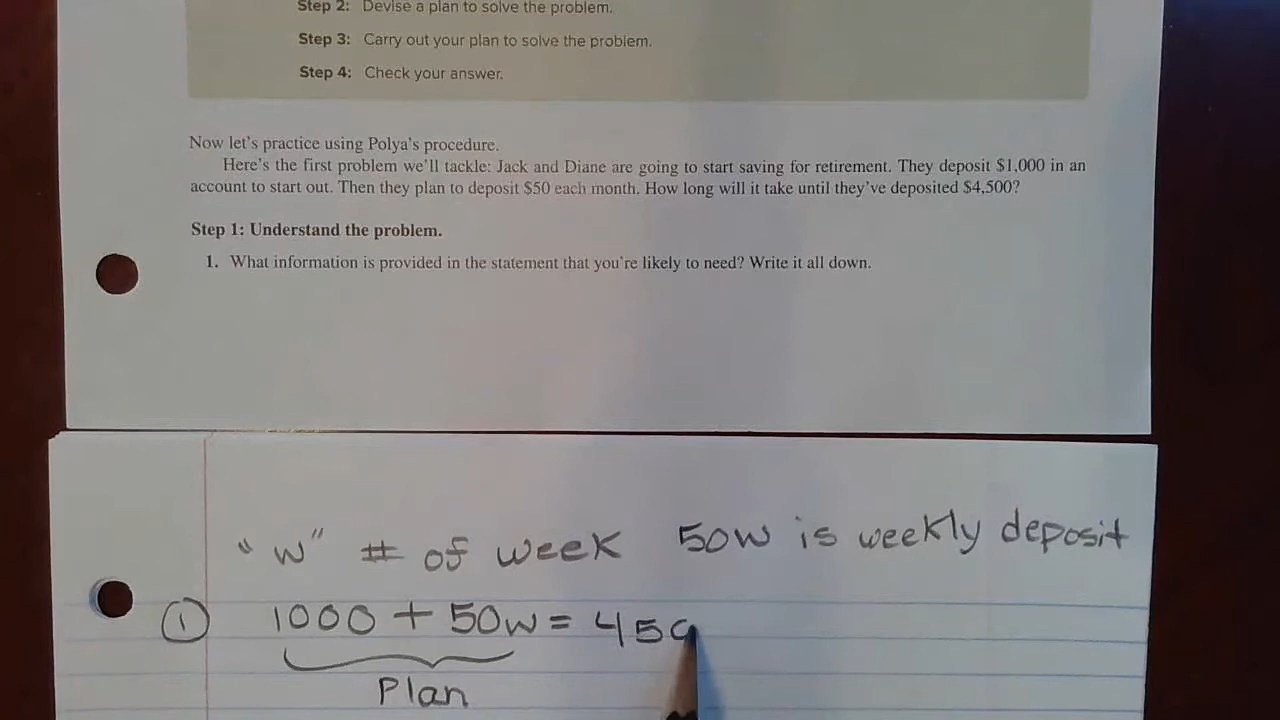 Step 2: Devise a plan to solve the problem.
Step 3: Carry out your plan to solve the problem.
Step 4: Check your answer.
Now let's practice using Polya's procedure.
Here's the first problem we'll tackle: Jack and Diane are going to start saving for retirement. They deposit $1,000 in an
account to start out. Then they plan to deposit $50 each month. How long will it take until they've deposited $4,500?
Step 1: Understand the problem.
1. What information is provided in the statement that you're likely to need? Write it all down.
"w" # of week 50w is weekly deposit
① 1000 + 50w = 450
Plan